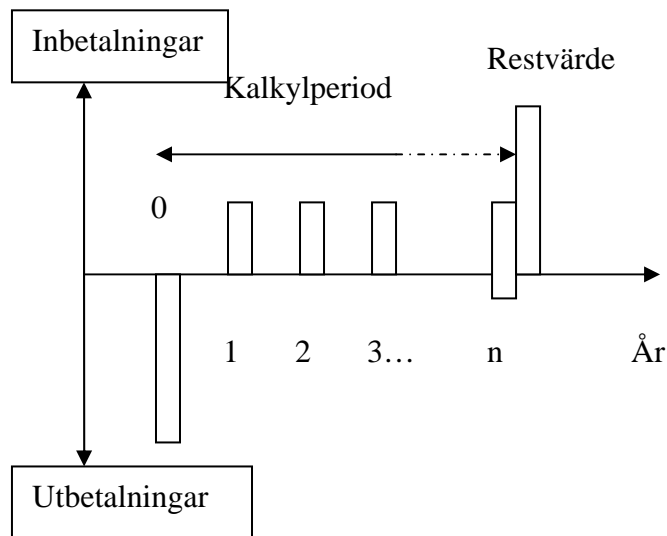 Inbetalningar
Restvärde
Kalkylperiod
0
1 2 3… n År
Utbetalningar